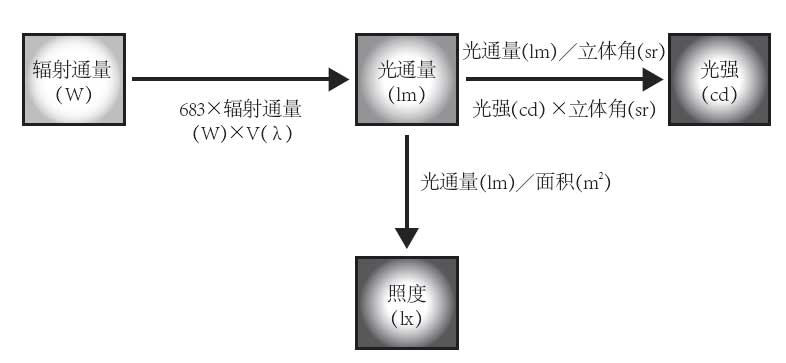 辐射通量
(W)
683×辐射通量
(W)×V(λ)
光通量
(lm)
光通量(lm)／立体角(sr)
光强(cd)×立体角(sr)
光强
(cd)
光通量(lm)／面积(m²)
照度
(lx)